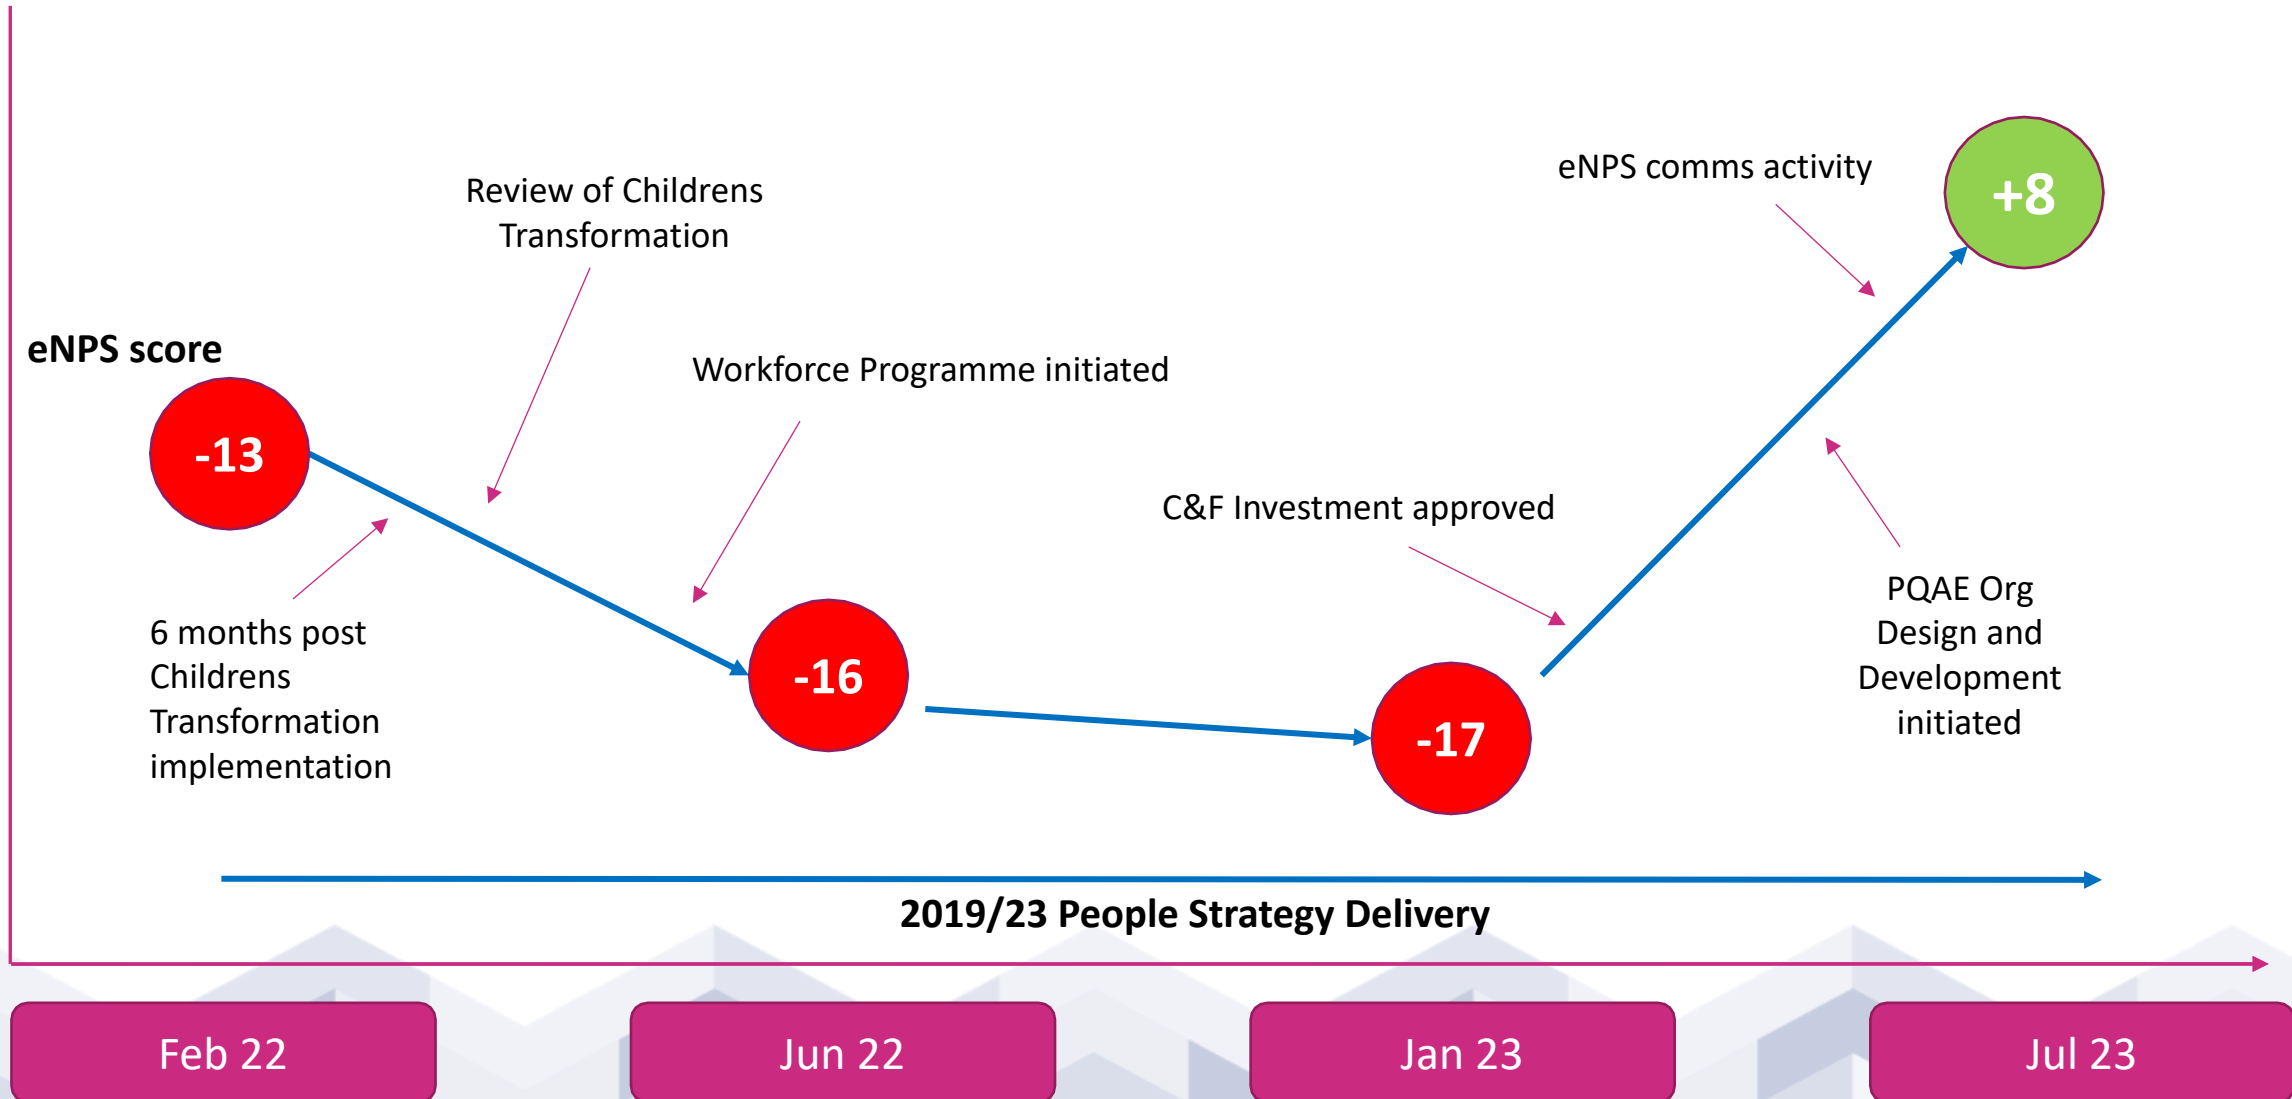 eNPS score
-13
6 months post
Childrens
Transformation
implementation
Review of Childrens
Transformation
Workforce Programme initiated
-16
C&F Investment approved
-17
eNPS comms activity
+8
PQAE Org
Design and
Development
initiated
2019/23 People Strategy Delivery
Feb 22
Jun 22
Jan 23
Jul 23